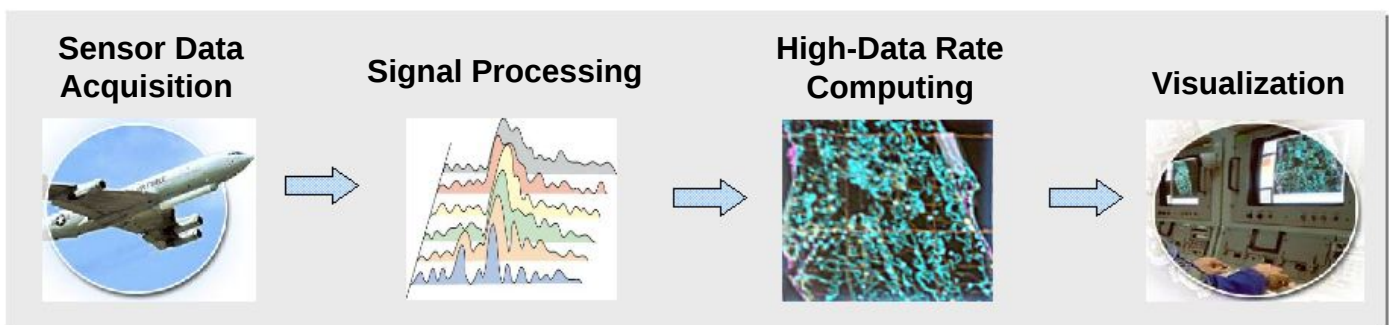 Sensor Data
Acquisition
Signal Processing
High-Data Rate
Computing
Visualization